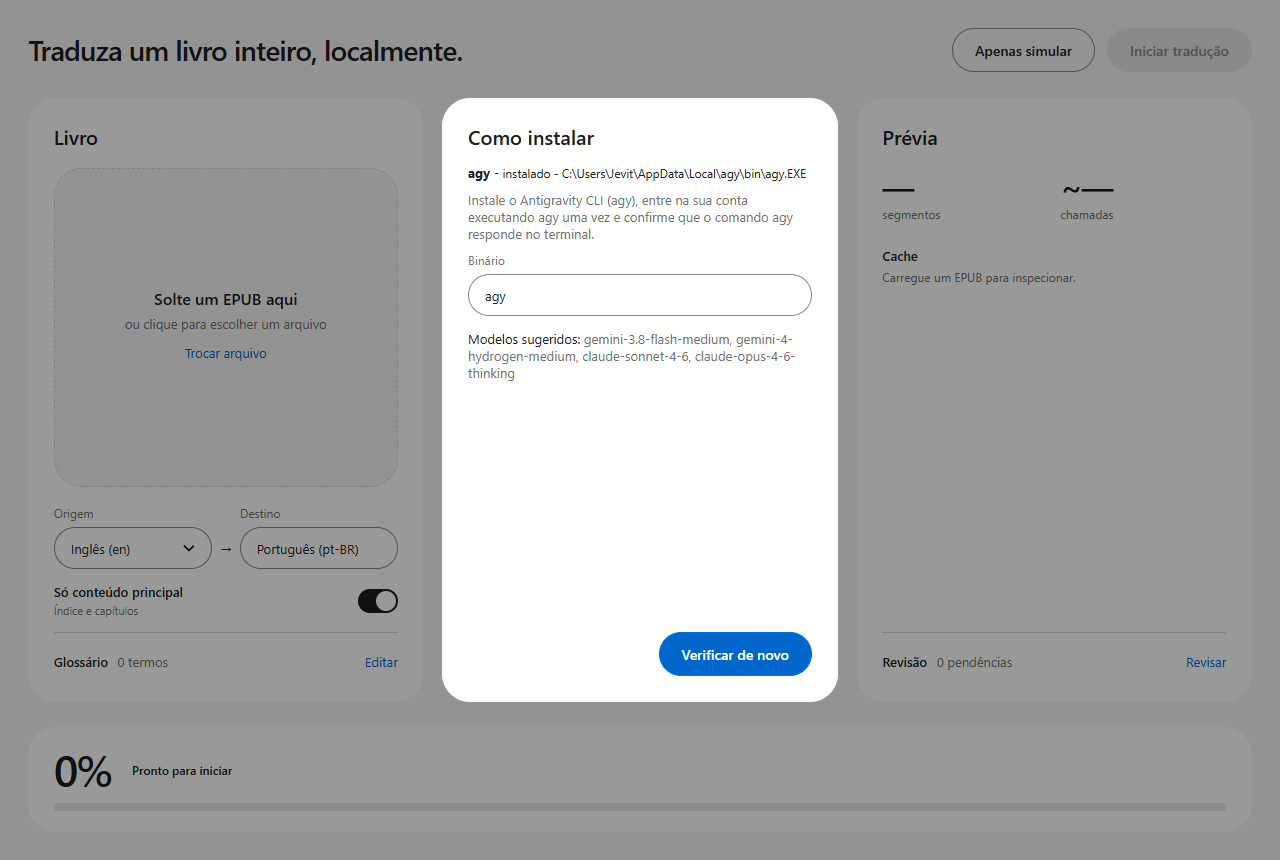 Traduza um livro inteiro, localmente.
Apenas simular
Iniciar tradução
Livro
Solte um EPUB aqui
ou clique para escolher um arquivo
Trocar arquivo
Origem
Destino
Inglês (en)
→
Português (pt-BR)
Só conteúdo principal
Índice e capítulos
Glossário 0 termos
Editar
Como instalar
agy - instalado - C:\Users\Jevit\AppData\Local\agy\bin\agy.EXE
Instale o Antigravity CLI (agy), entre na sua conta
executando agy uma vez e confirme que o comando agy
responde no terminal.
Binário
agy
Modelos sugeridos: gemini-3.8-flash-medium, gemini-4-
hydrogen-medium, claude-sonnet-4-6, claude-opus-4-6-
thinking
Verificar de novo
Prévia
—
segmentos
~—
chamadas
Cache
Carregue um EPUB para inspecionar.
Revisão 0 pendências
Revisar
0%
Pronto para iniciar